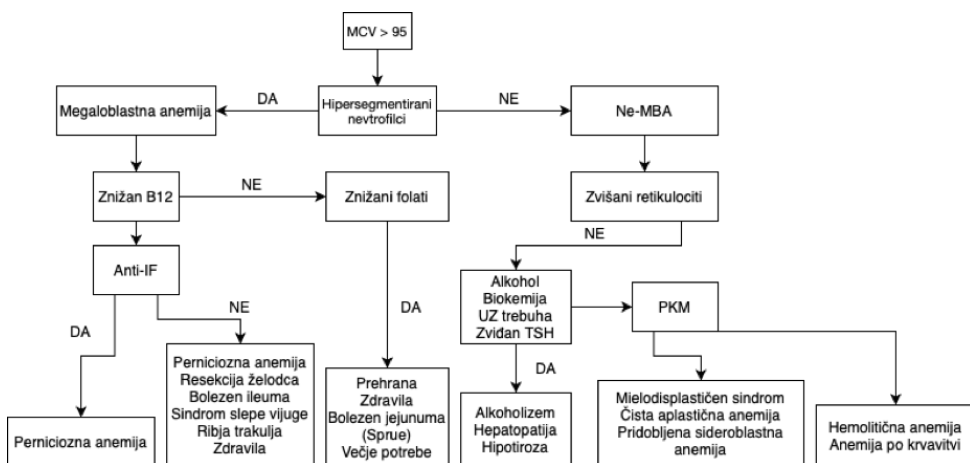 MCV > 95
DA
Hipersegmentirani
nevtrofilci
NE
Megaloblastna anemija
Ne-MBA
Znižan B12
NE
Znižani folati
Zvišani retikulociti
NE
Anti-IF
Alkohol
Biokemija
UZ trebuha
Zviđan TSH
PKM
DA
NE
DA
DA
Perniciozna anemija
Perniciozna anemija
Resekcija želodca
Bolezen ileuma
Sindrom slepe vijuge
Ribja trakulja
Zdravila
Prehrana
Zdravila
Bolezen jejunuma
(Sprue)
Večje potrebe
Alkoholizem
Hepatopatija
Hipotiroza
Mielodisplastičen sindrom
Čista aplastična anemija
Pridobljena sideroblastna
anemija
Hemolitična anemija
Anemija po krvavitvi